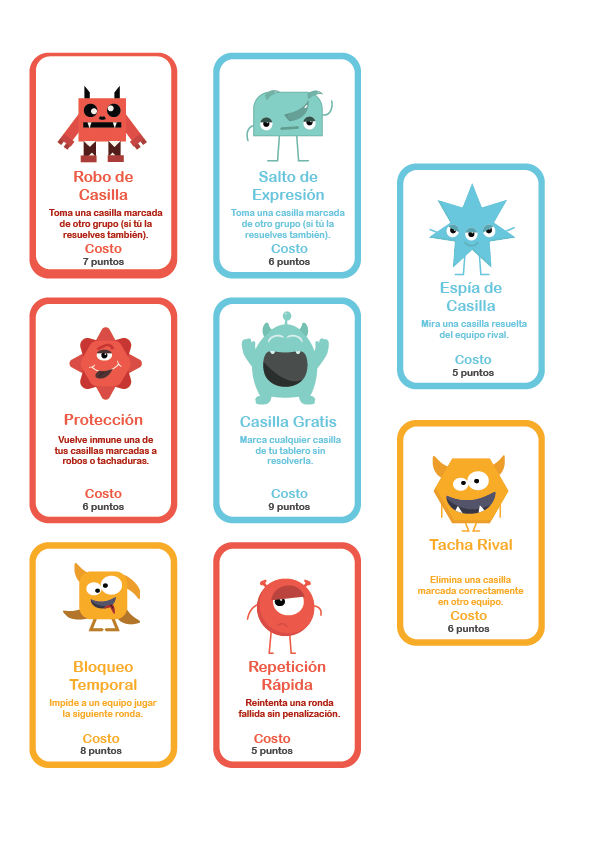 Robo de
Casilla
Toma una casilla marcada
de otro grupo (si tú la
resuelves también).
Costo
7 puntos
Salto de
Expresión
Toma una casilla marcada
de otro grupo (si tú la
resuelves también).
Costo
6 puntos
Espía de
Casilla
Mira una casilla resuelta
del equipo rival.
Costo
5 puntos
Protección
Vuelve inmune una de
tus casillas marcadas a
robos o tachaduras.
Costo
6 puntos
Casilla Gratis
Marca cualquier casilla
de tu tablero sin
resolverla.
Costo
9 puntos
Tacha Rival
Elimina una casilla
marcada correctamente
en otro equipo.
Costo
6 puntos
Bloqueo
Temporal
Impide a un equipo jugar
la siguiente ronda.
Costo
8 puntos
Repetición
Rápida
Reintenta una ronda
fallida sin penalización.
Costo
5 puntos